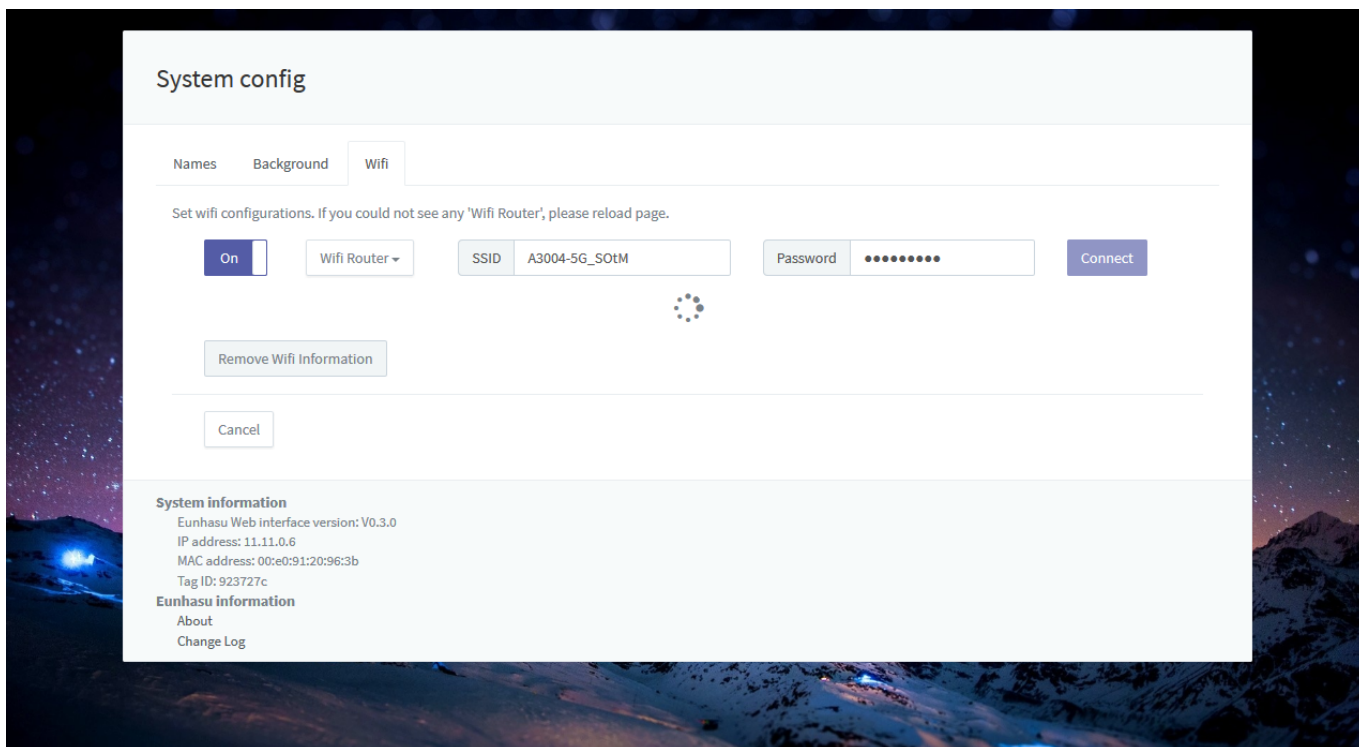 System config
Names Background Wifi
Set wifi configurations. If you could not see any 'Wifi Router', please reload page.
On Wifi Router SSID A3004-5G_SOtM Password ●●●●●●●●● Connect
Remove Wifi Information
Cancel
System information
Eunhasu Web interface version: V0.3.0
IP address: 11.11.0.6
MAC address: 00:e0:91:20:96:3b
Tag ID: 923727c
Eunhasu information
About
Change Log